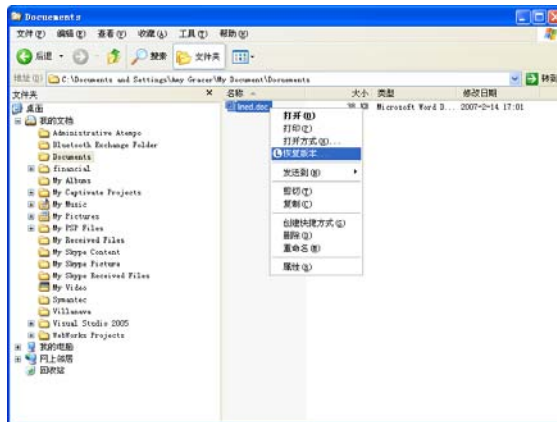 Documents
文件(F) 编辑(E) 查看(V) 收藏(A) 工具(T) 帮助(H)
后退 搜索 文件夹
地址(D) C:\Documents and Settings\Amy Gracer\My Document\Documents 转到
文件夹 × 名称 大小 类型 修改日期
桌面
我的文档
Administrative Atempo
Bluetooth Exchange Folder
Documents
financial
My Albums
My Captivate Projects
My Music
My Pictures
My PSP Files
My Received Files
My Skype Content
My Skype Pictures
My Skype Received Files
My Video
Symantec
Villanova
Visual Studio 2005
WebWorks Projects
我的电脑
网上邻居
回收站
lined.doc Microsoft Word D... 2007-2-14 17:01
打开(O)
打印(P)
打开方式(H)...
恢复版本...
发送到(N)
剪切(T)
复制(C)
创建快捷方式(S)
删除(D)
重命名(M)
属性(R)